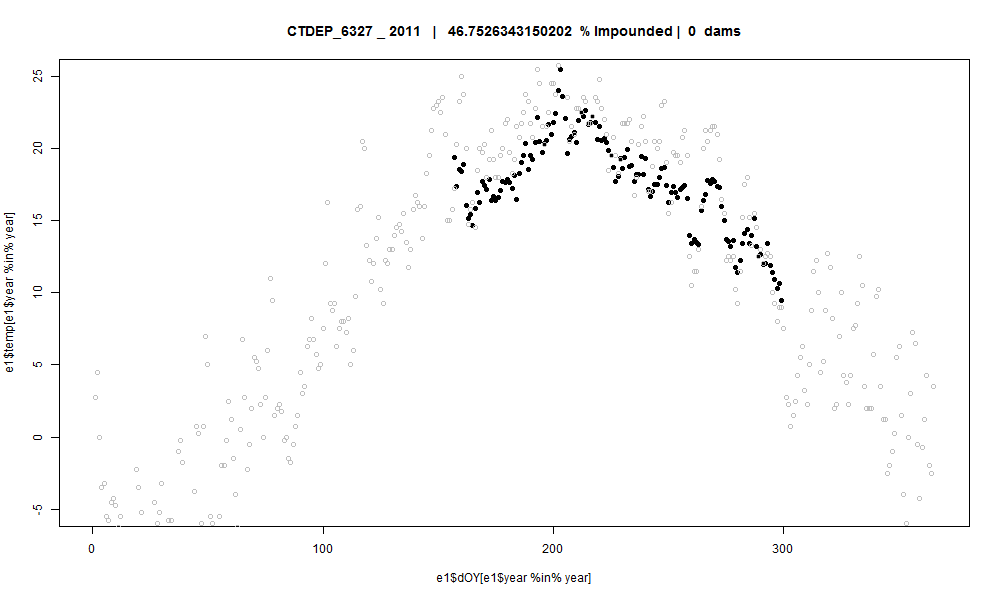 CTDEP_6327 _ 2011 | 46.7526343150202 % Impounded | 0 dams
e1$temp[e1$year %in% year]
25
20
15
10
5
0
-5
0 100 200 300
e1$dOY[e1$year %in% year]